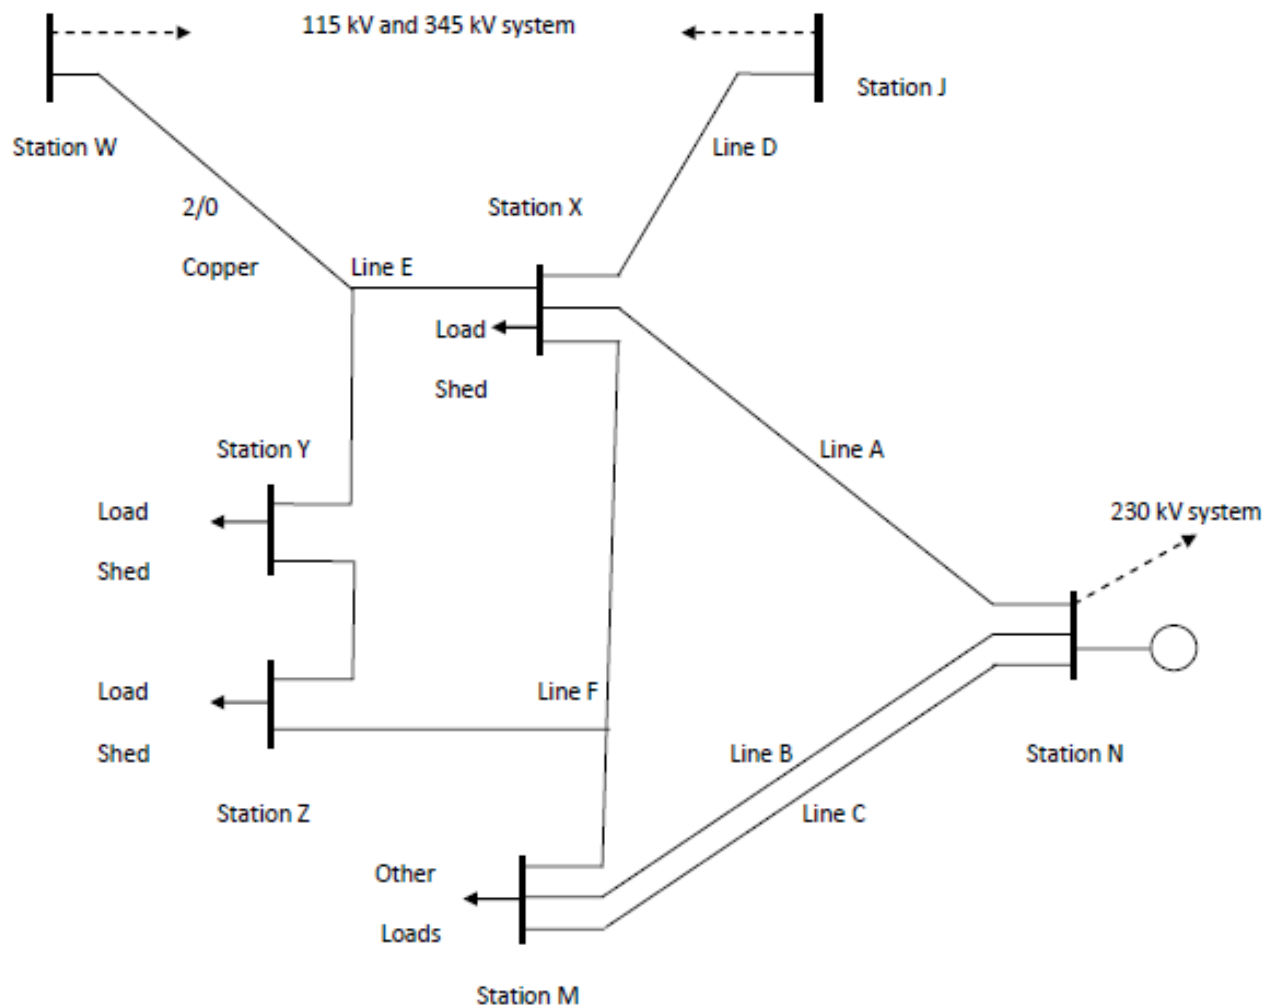 115 kV and 345 kV system
Station J
Station W
Line D
2/0
Copper
Station X
Line E
Load
Shed
Station Y
Line A
Load
Shed
230 kV system
Load
Shed
Line F
Line B
Station N
Station Z
Line C
Other
Loads
Station M